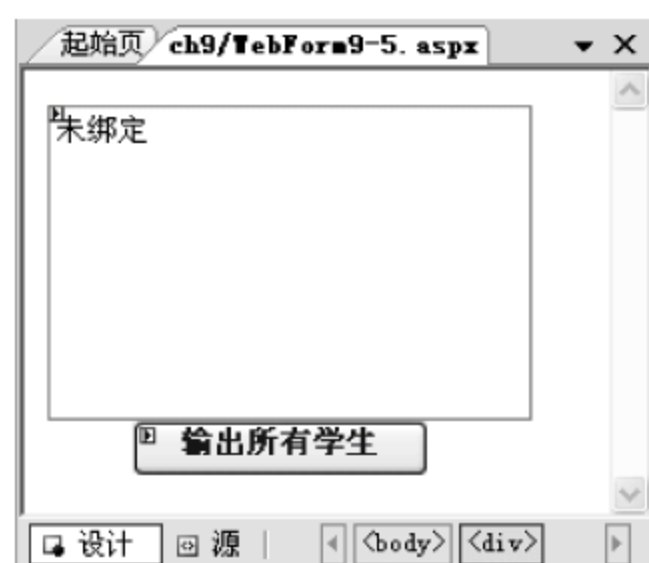 起始页 ch9/WebForm9-5.aspx
未绑定
输出所有学生
设计 源 <body> <div>